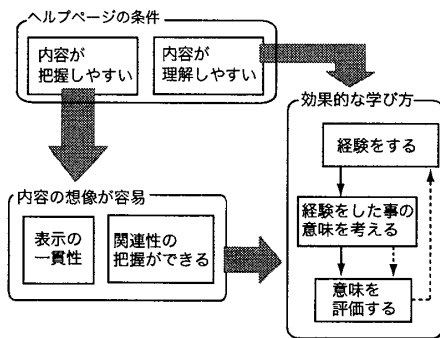 ヘルプページの条件
内容が
把握しやすい
内容が
理解しやすい
効果的な学び方
経験をする
経験をした事の
意味を考える
意味を
評価する
内容の想像が容易
表示の
一貫性
関連性の
把握ができる